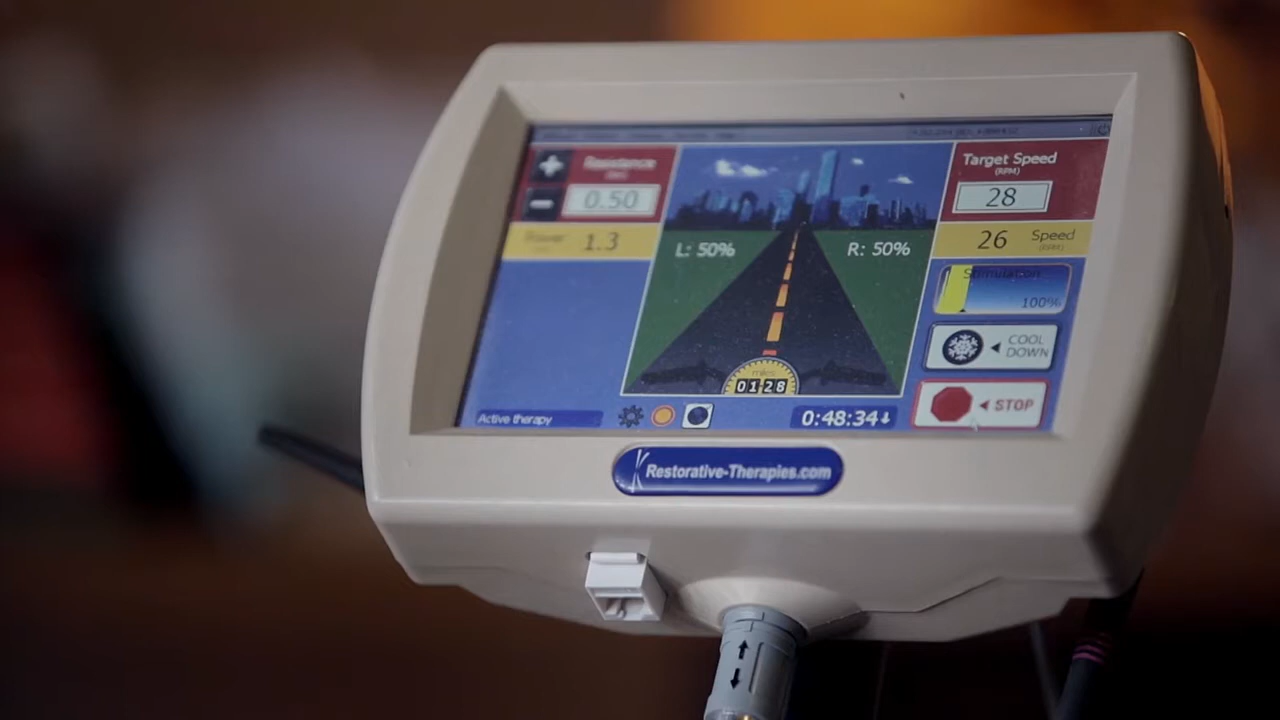 Resistance
0.50
Power 1.3
L: 50%
R: 50%
Target Speed
(RPM)
28
26 Speed
(RPM)
Stimulation
100%
COOL
DOWN
STOP
miles
01.28
Active therapy
0:48:34
Restorative-Therapies.com